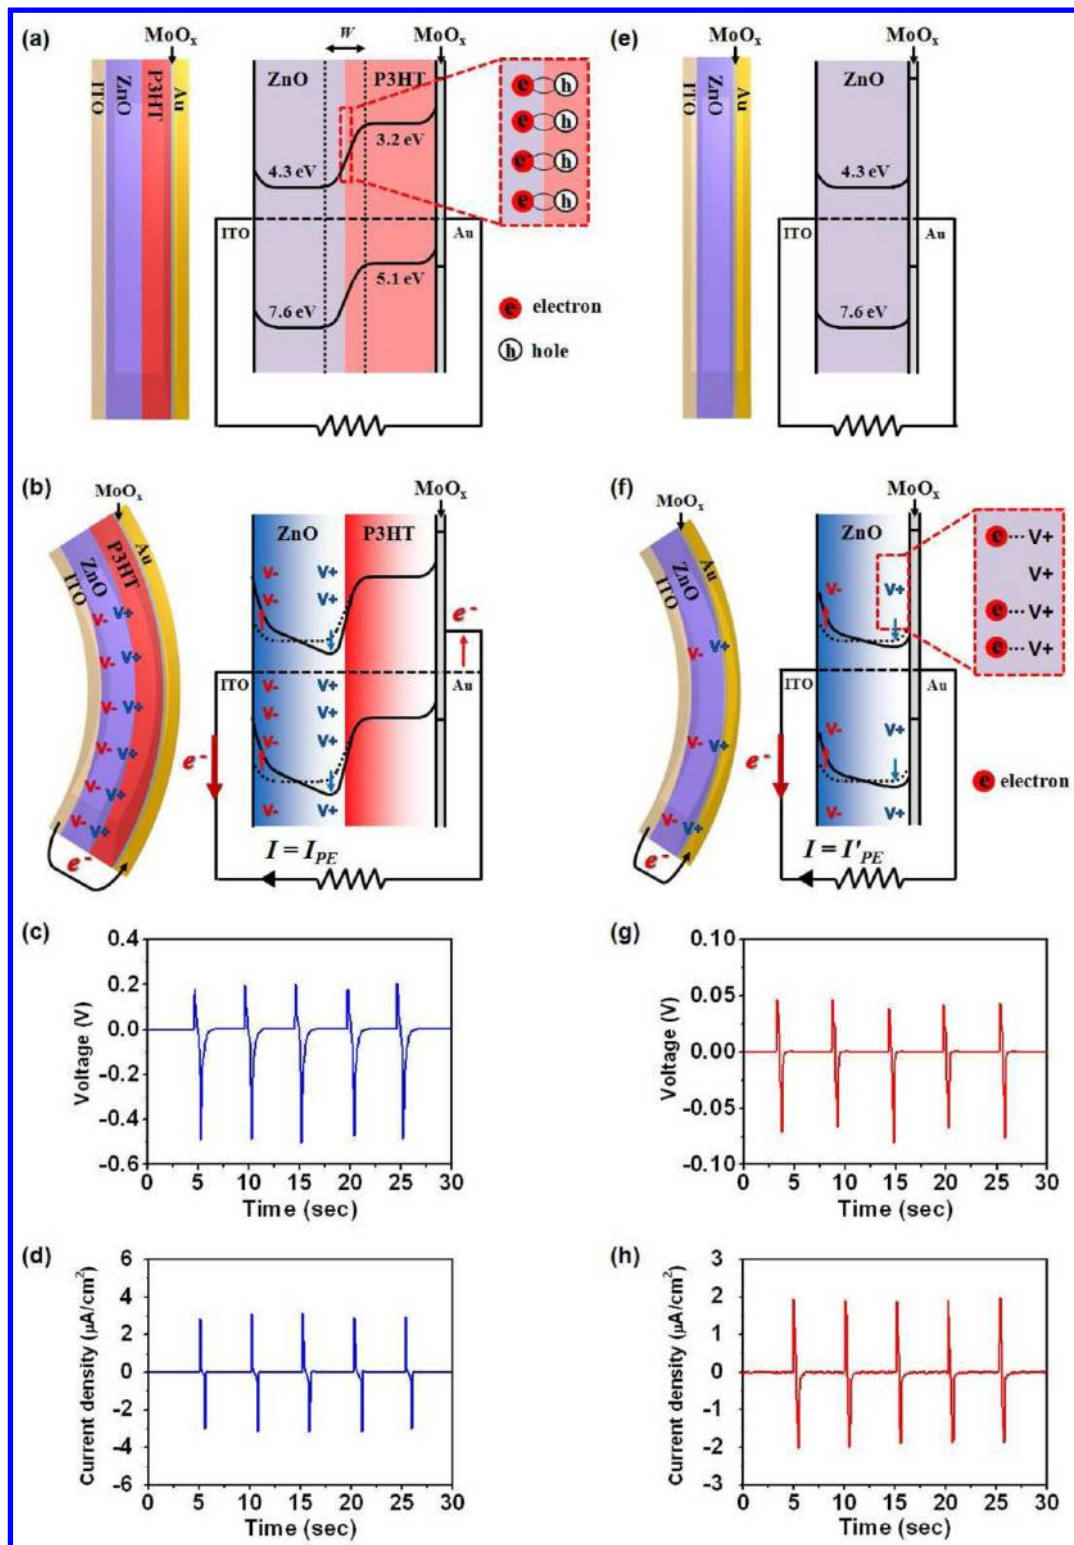 (a)
MoOₓ
W
MoOₓ
ITO
ZnO
P3HT
Au
ZnO
P3HT
e h
e h
e h
e h
3.2 eV
4.3 eV
ITO
Au
5.1 eV
7.6 eV
e electron
h hole
(e)
MoOₓ
MoOₓ
ITO
ZnO
Au
ZnO
4.3 eV
ITO
Au
7.6 eV
(b)
MoOₓ
MoOₓ
ITO
ZnO
P3HT
Au
V- V+
V- V+
V- V+
V- V+
V- V+
V- V+
e⁻
ZnO
P3HT
V- V+
V- V+
e⁻
ITO
Au
V- V+
V- V+
V- V+
V- V+
e⁻
I = I_PE
(f)
MoOₓ
MoOₓ
ITO
ZnO
Au
V- V+
V- V+
V- V+
e⁻
ZnO
V+
e ··· V+
V+
e ··· V+
e ··· V+
ITO
Au
V+
V+
e⁻
e electron
I = I'_PE
(c)
Voltage (V)
0.4
0.2
0.0
-0.2
-0.4
-0.6
0 5 10 15 20 25 30
Time (sec)
(g)
Voltage (V)
0.10
0.05
0.00
-0.05
-0.10
0 5 10 15 20 25 30
Time (sec)
(d)
Current density (μA/cm²)
6
4
2
0
-2
-4
-6
0 5 10 15 20 25 30
Time (sec)
(h)
Current density (μA/cm²)
3
2
1
0
-1
-2
-3
0 5 10 15 20 25 30
Time (sec)